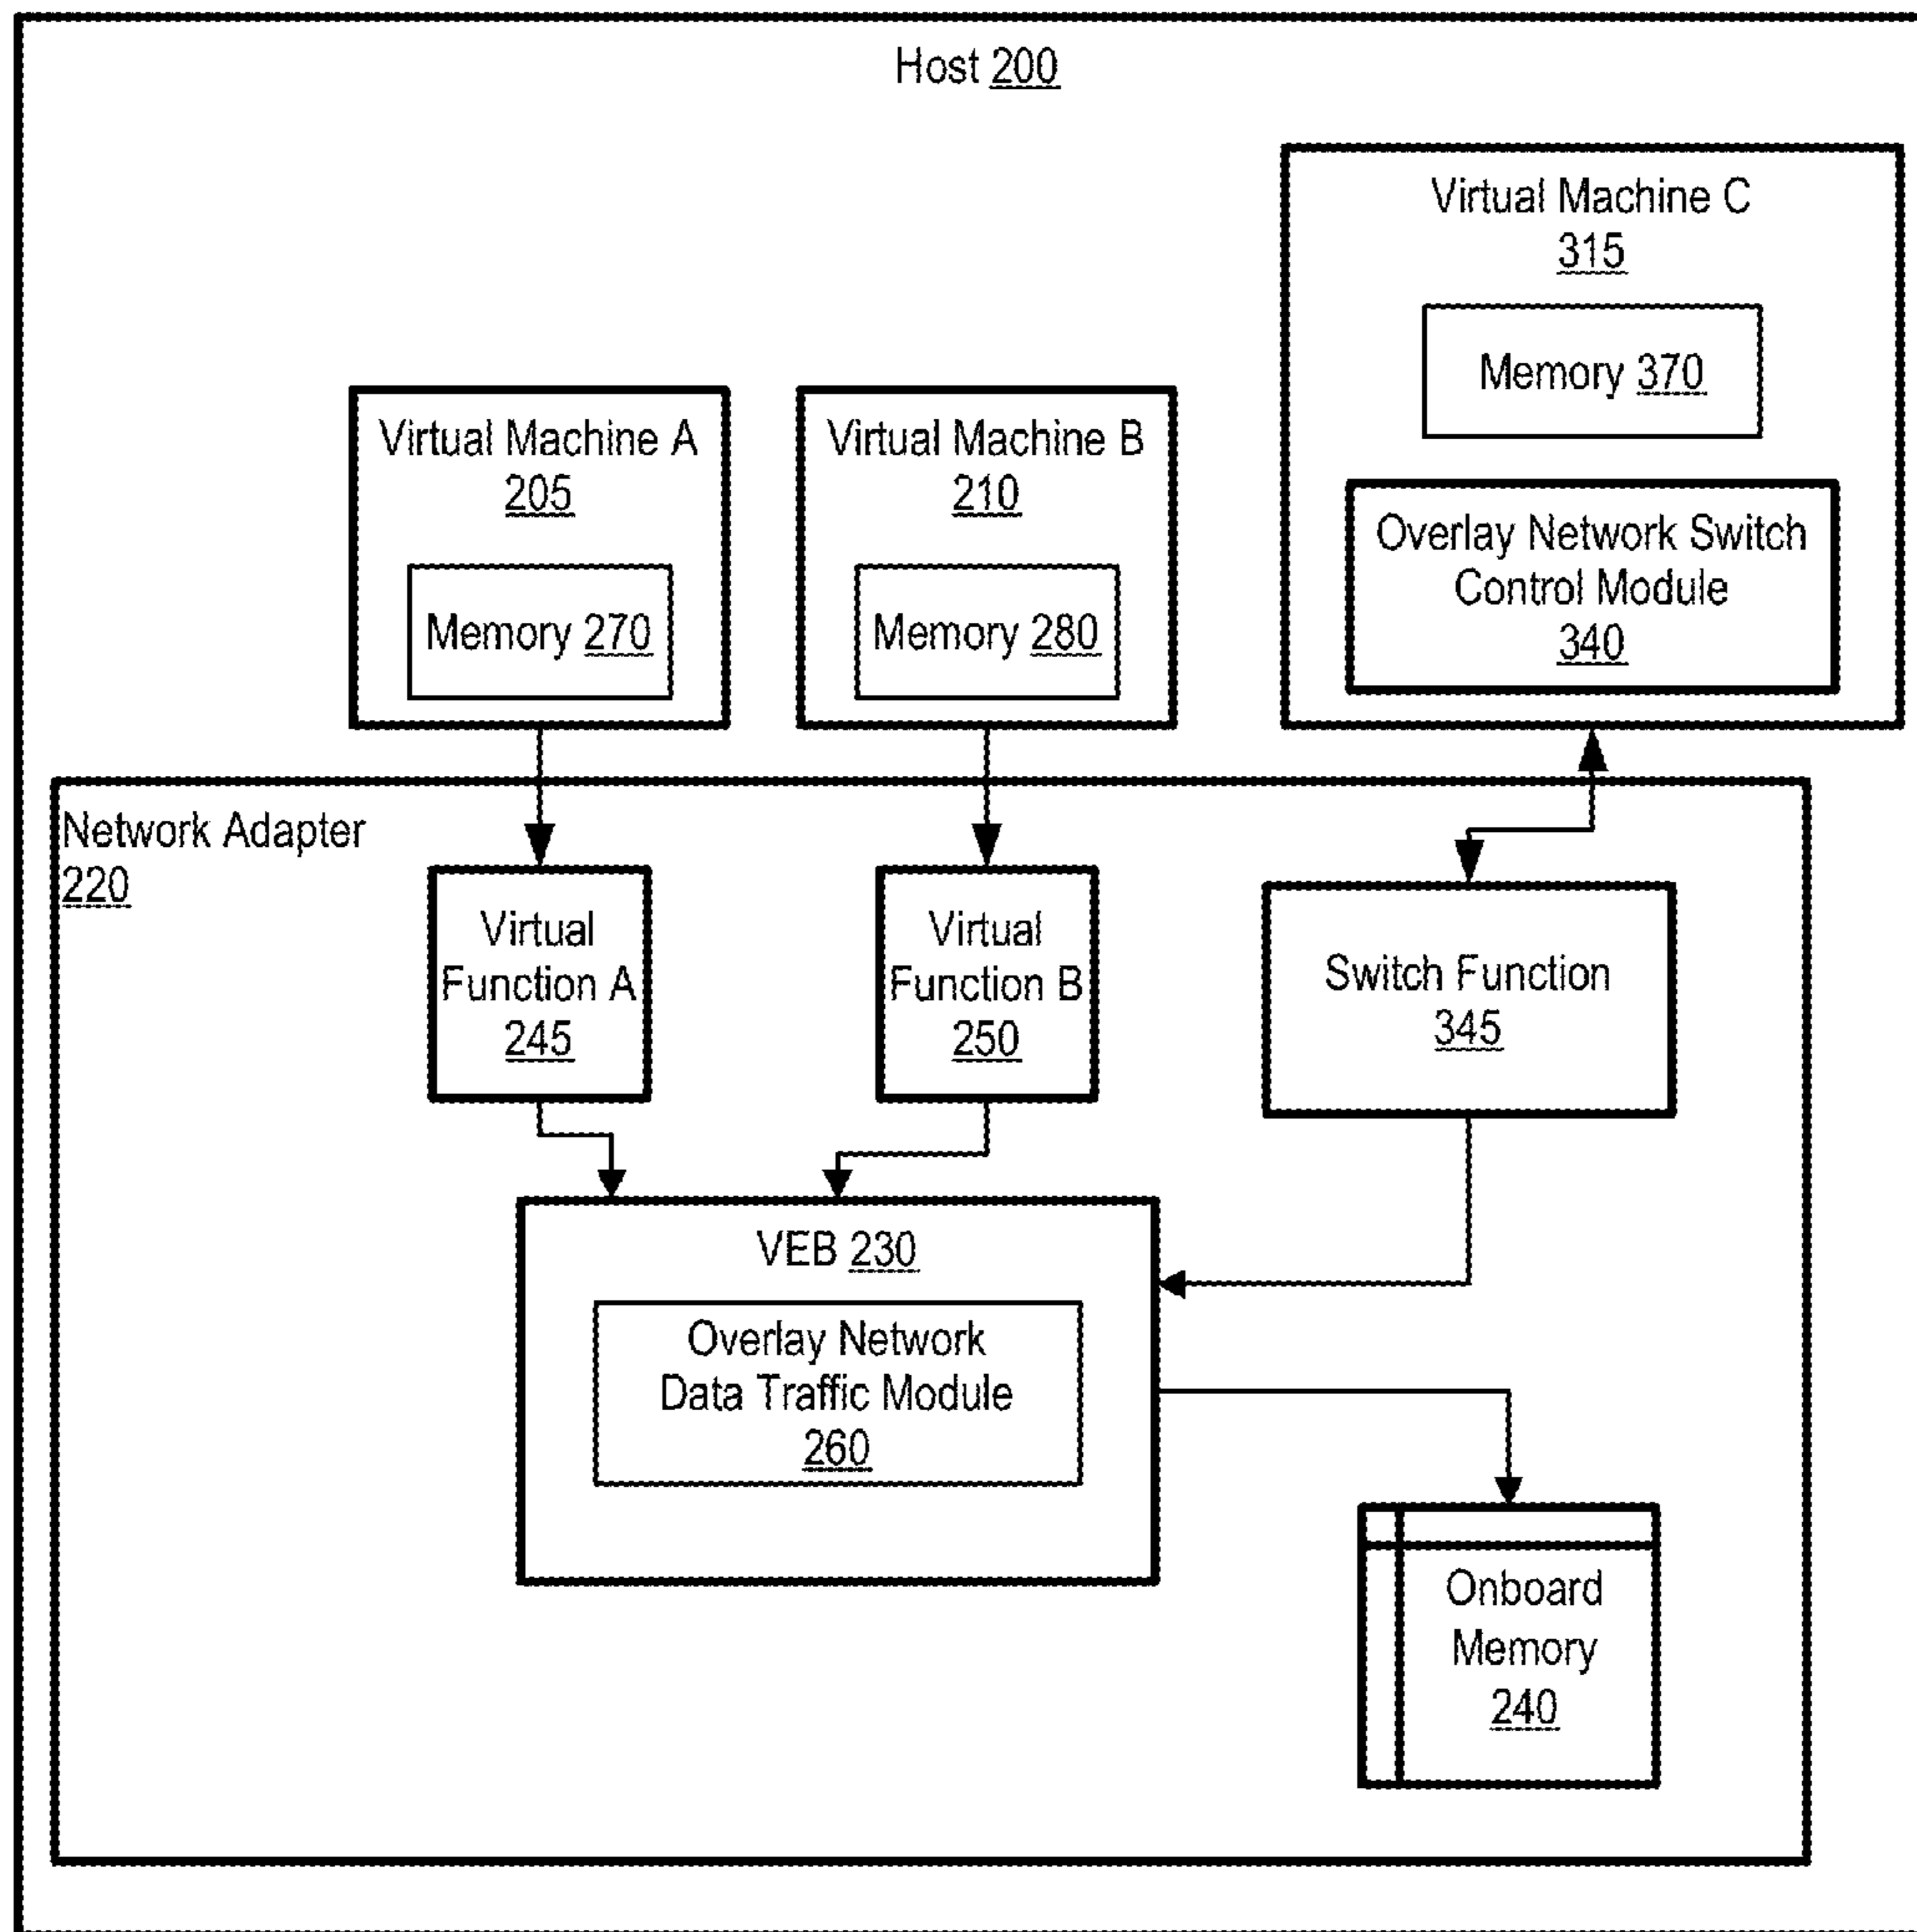 Host 200
Virtual Machine C
315
Memory 370
Overlay Network Switch
Control Module
340
Virtual Machine A
205
Memory 270
Virtual Machine B
210
Memory 280
Network Adapter
220
Virtual
Function A
245
Virtual
Function B
250
Switch Function
345
VEB 230
Overlay Network
Data Traffic Module
260
Onboard
Memory
240